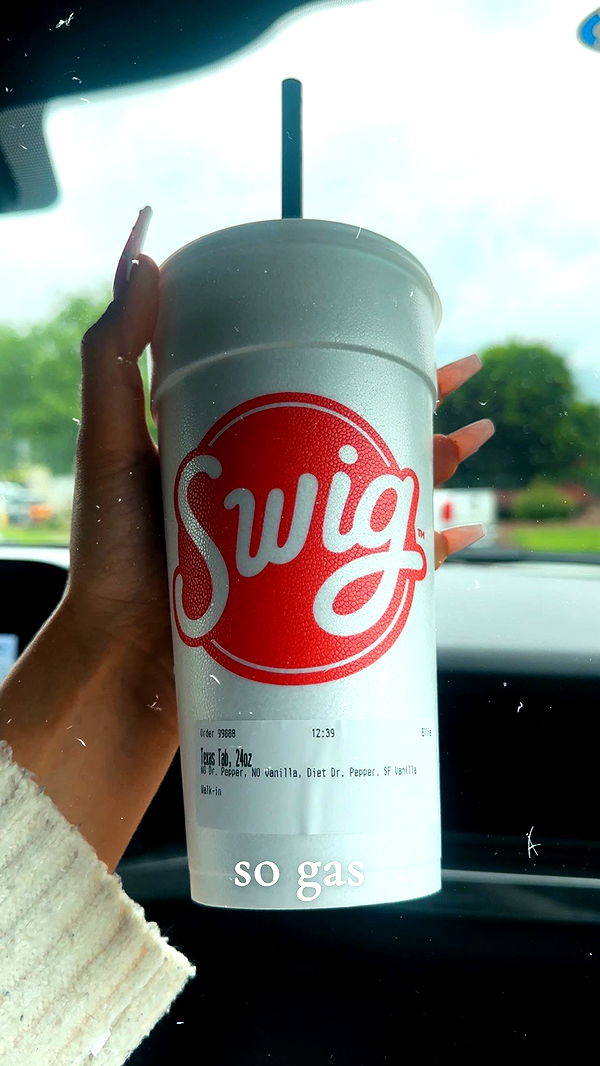 Swig™
Order 99888 12:39
Texas Tab, 24oz
NO Dr. Pepper, NO Vanilla, Diet Dr. Pepper, SF Vanilla
Walk-in
so gas